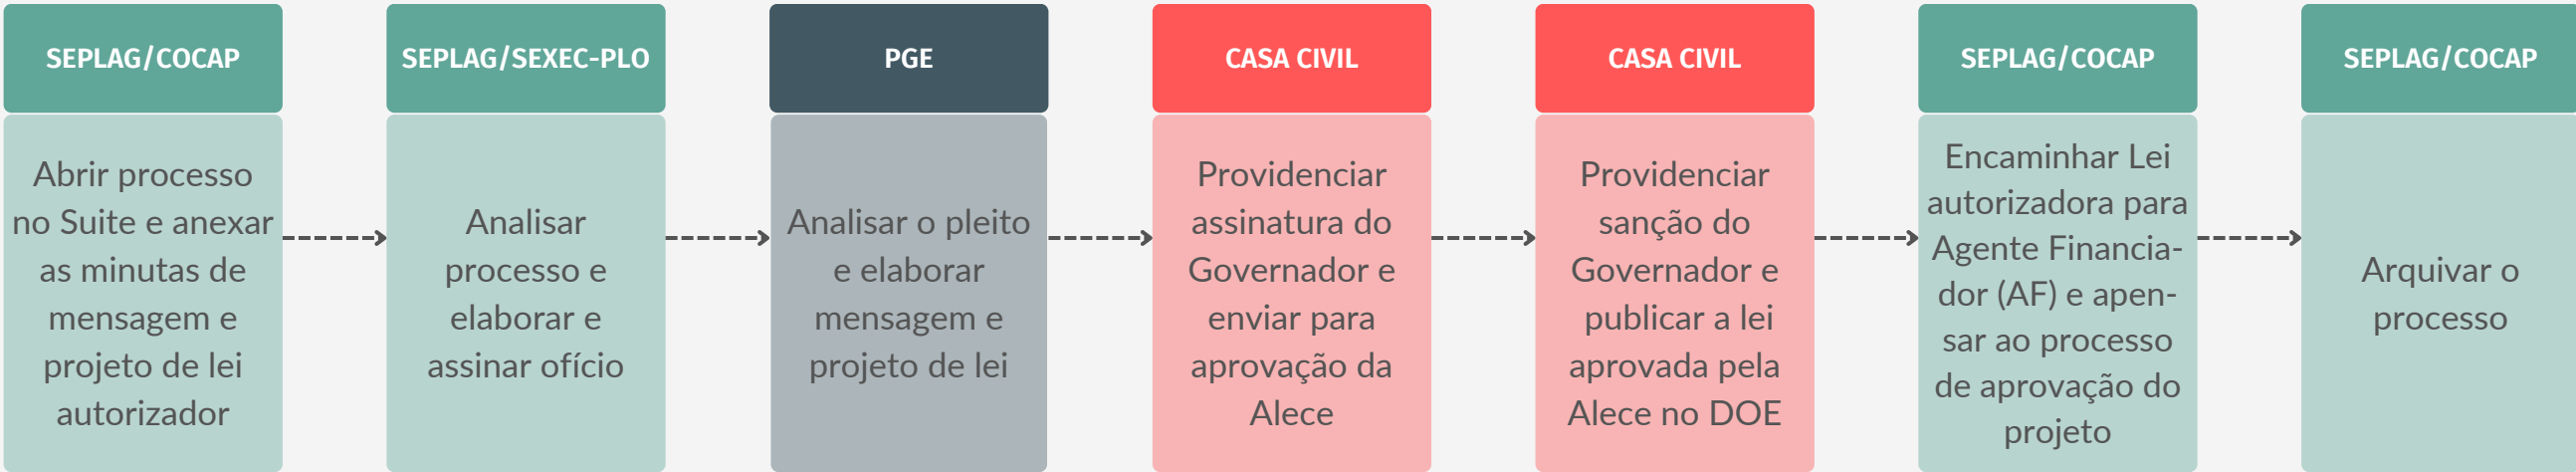 SEPLAG/COCAP
Abrir processo
no Suite e anexar
as minutas de
mensagem e
projeto de lei
autorizador
SEPLAG/SEXEC-PLO
Analisar
processo e
elaborar e
assinar ofício
PGE
Analisar o pleito
e elaborar
mensagem e
projeto de lei
CASA CIVIL
Providenciar
assinatura do
Governador e
enviar para
aprovação da
Alece
CASA CIVIL
Providenciar
sanção do
Governador e
publicar a lei
aprovada pela
Alece no DOE
SEPLAG/COCAP
Encaminhar Lei
autorizadora para
Agente Financia-
dor (AF) e apen-
sar ao processo
de aprovação do
projeto
SEPLAG/COCAP
Arquivar o
processo